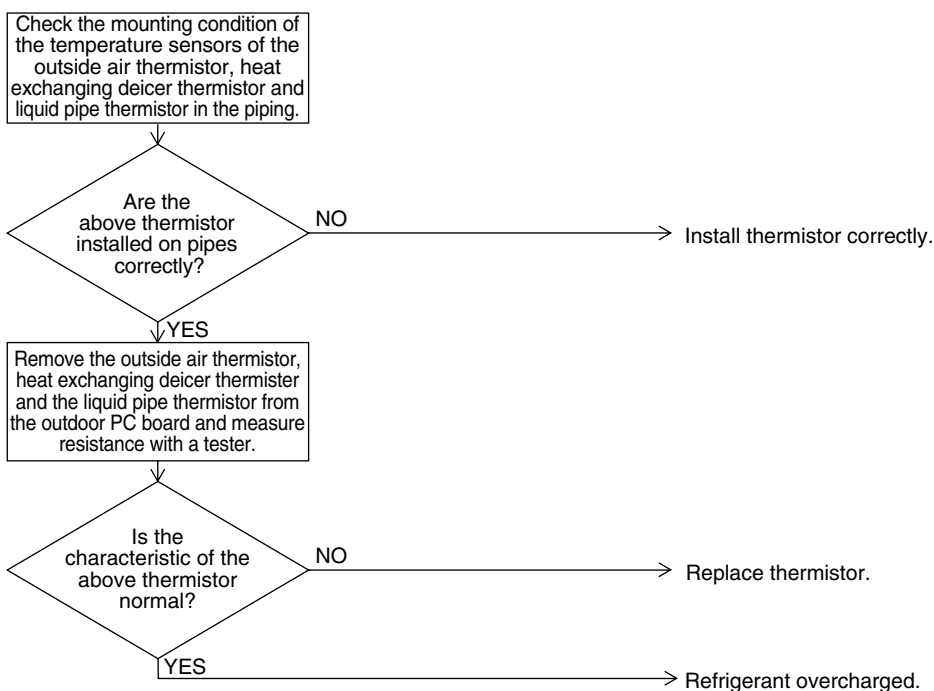 Check the mounting condition of
the temperature sensors of the
outside air thermistor, heat
exchanging deicer thermistor and
liquid pipe thermistor in the piping.
Are the
above thermistor
installed on pipes
correctly?
NO
Install thermistor correctly.
YES
Remove the outside air thermistor,
heat exchanging deicer thermister
and the liquid pipe thermistor from
the outdoor PC board and measure
resistance with a tester.
Is the
characteristic of the
above thermistor
normal?
NO
Replace thermistor.
YES
Refrigerant overcharged.